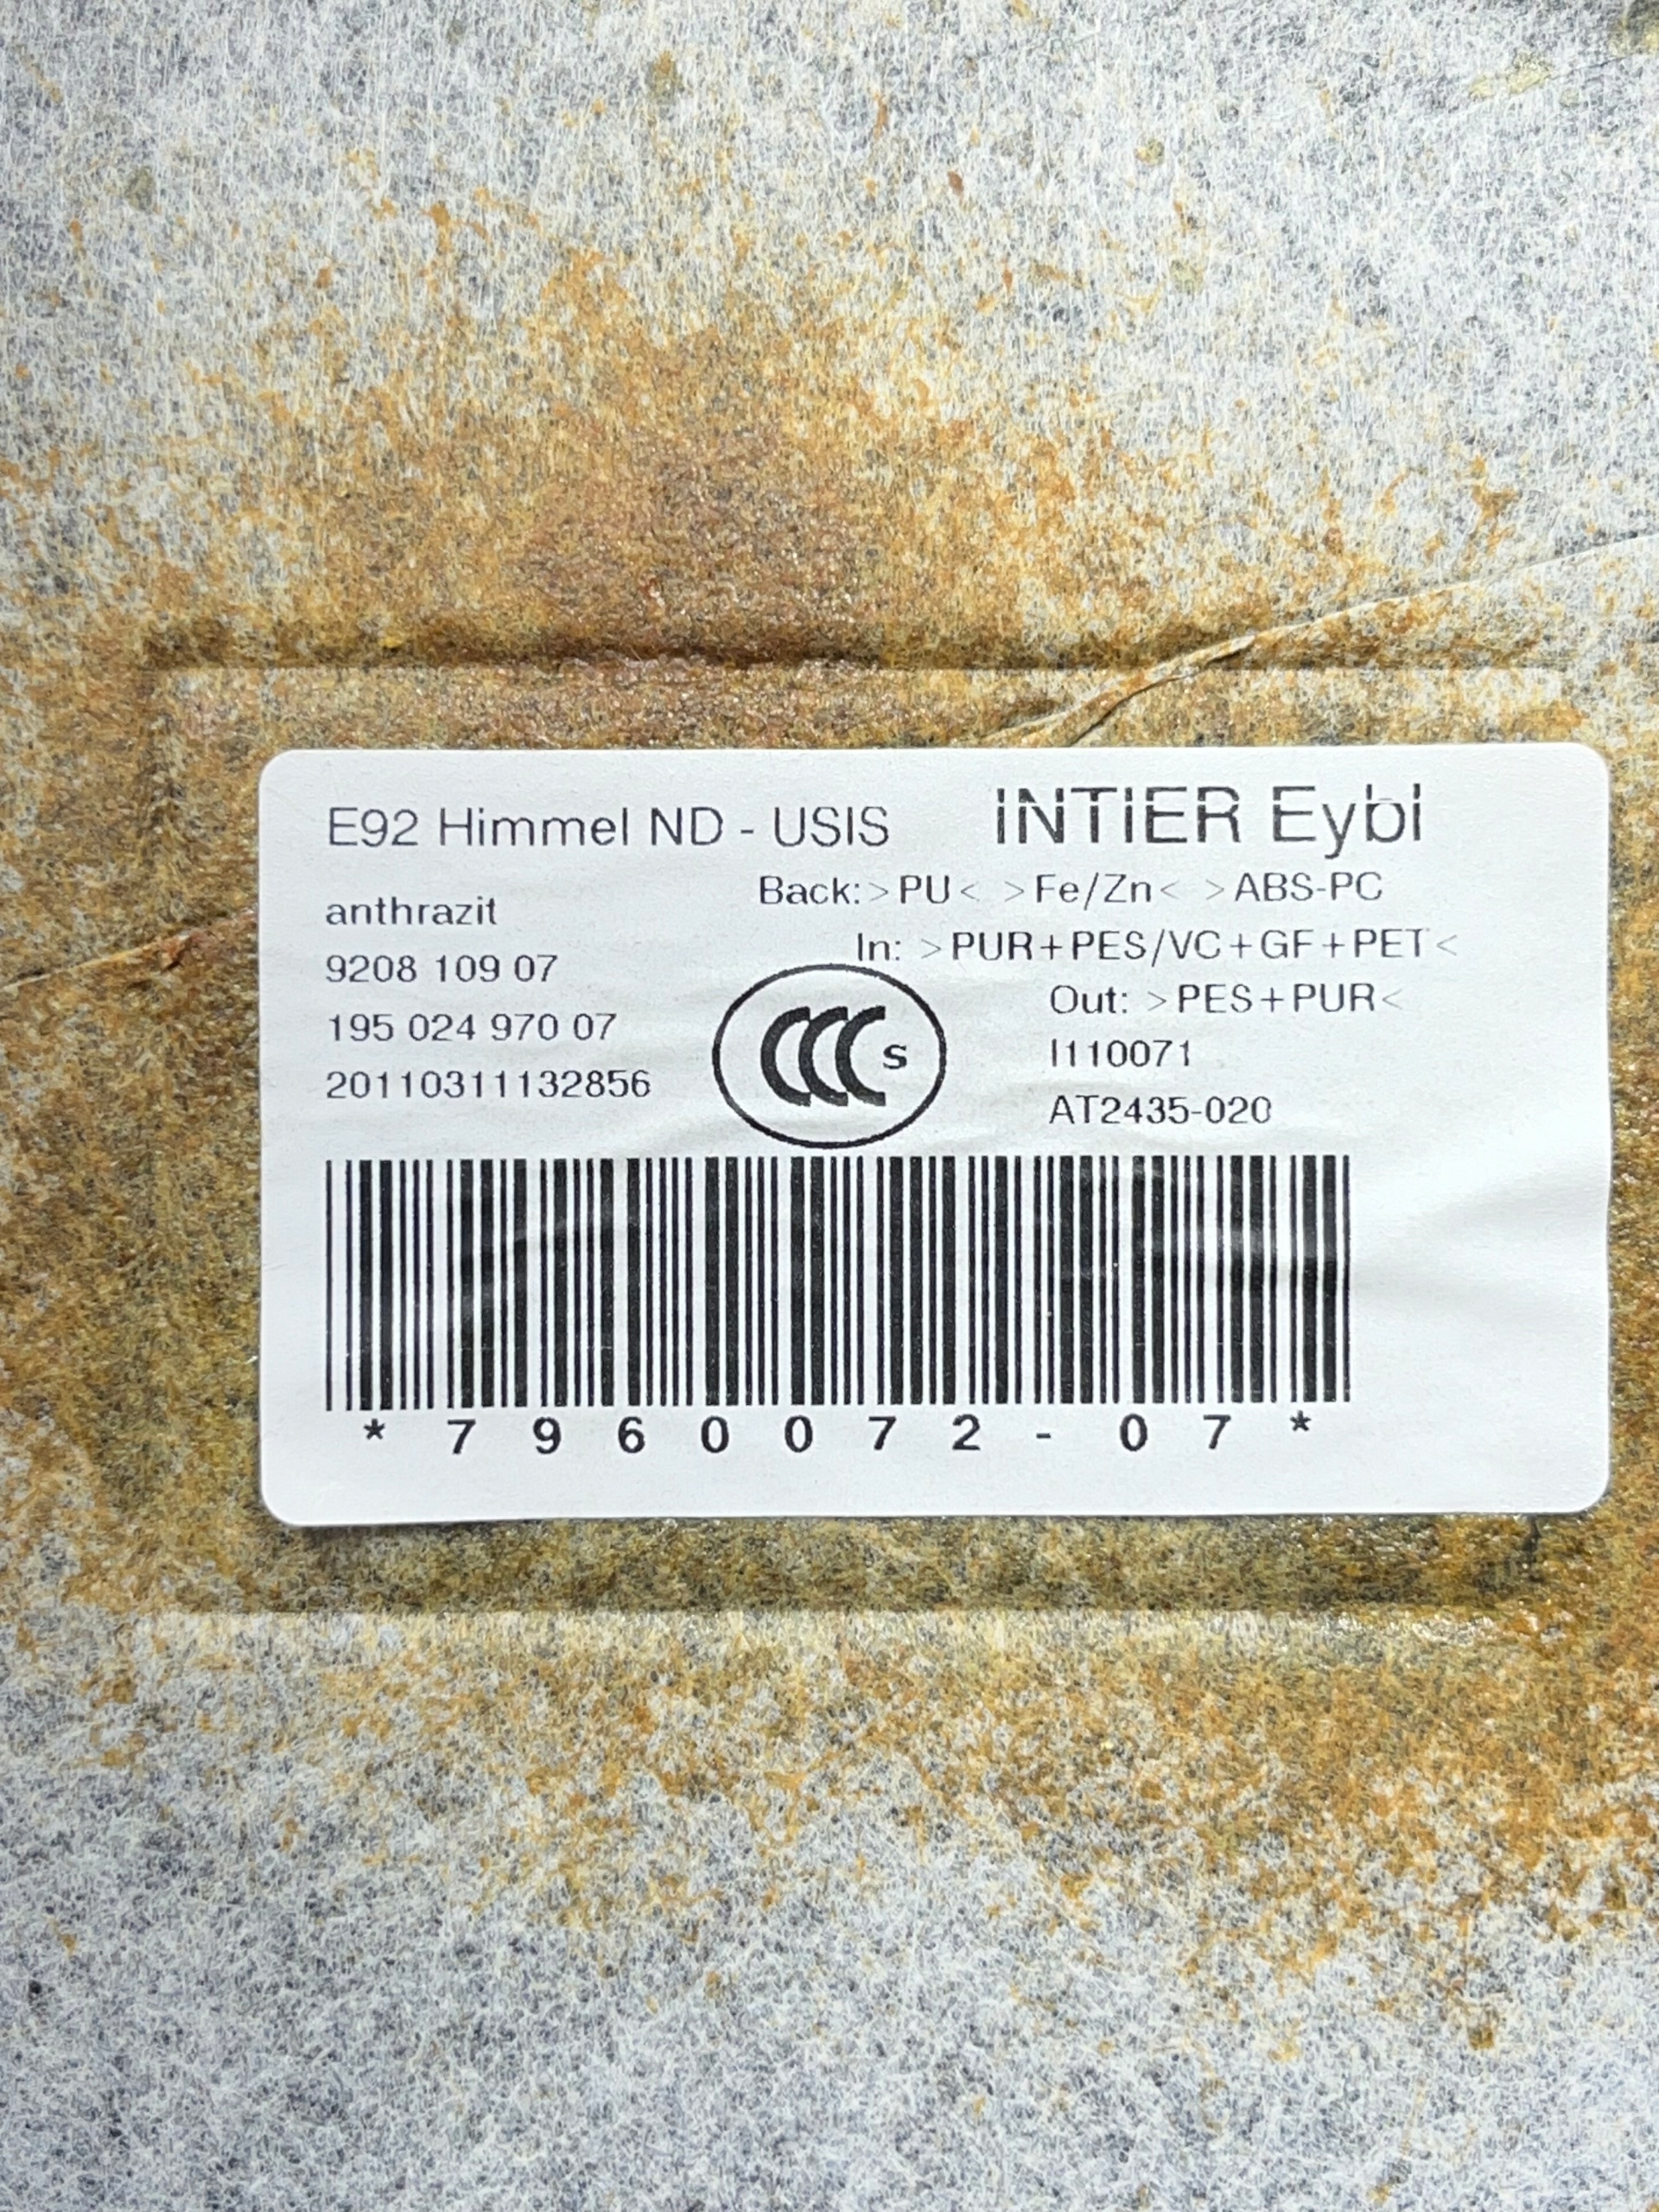 E92 Himmel ND - USIS
INTIER Eybl
anthrazit
9208 109 07
195 024 970 07
20110311132856
Back: >PU< >Fe/Zn< >ABS-PC
In: >PUR+PES/VC+GF+PET<
Out: >PES+PUR<
I110071
AT2435-020
CCC S
*7960072-07*